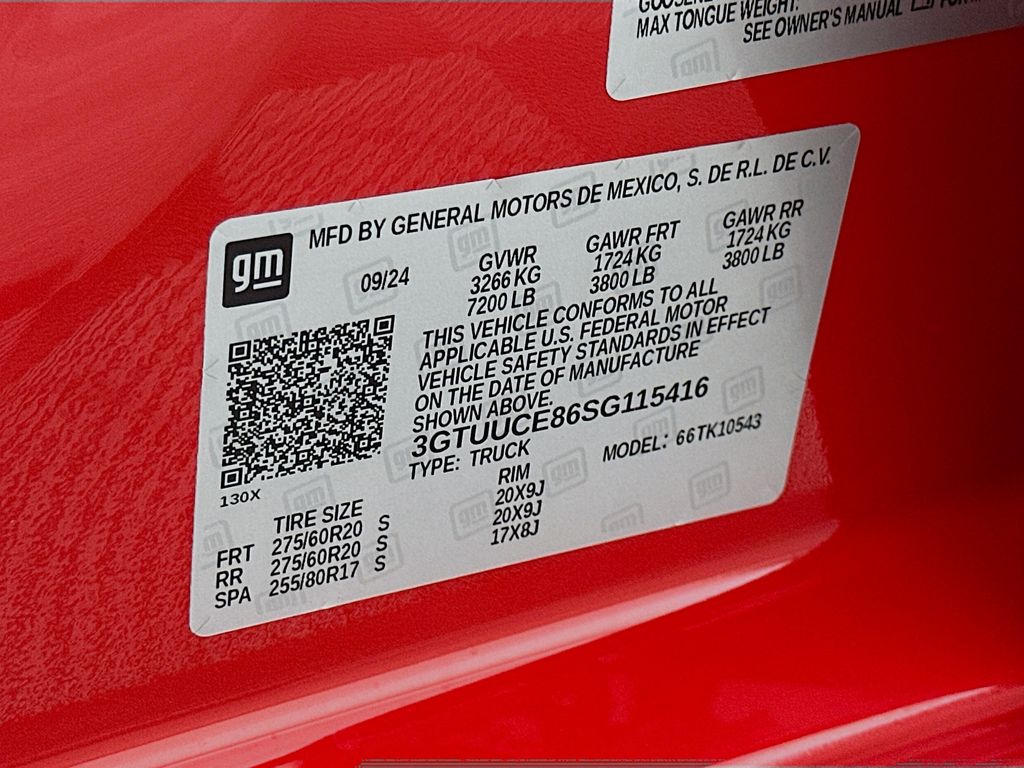 MAX TONGUE WEIGHT:
SEE OWNER'S MANUAL
gm
MFD BY GENERAL MOTORS DE MEXICO, S. DE R.L. DE C.V.
09/24
GVWR GAWR FRT GAWR RR
3266 KG 1724 KG 1724 KG
7200 LB 3800 LB 3800 LB
THIS VEHICLE CONFORMS TO ALL
APPLICABLE U.S. FEDERAL MOTOR
VEHICLE SAFETY STANDARDS IN EFFECT
ON THE DATE OF MANUFACTURE
SHOWN ABOVE.
3GTUUCE86SG115416
TYPE: TRUCK MODEL: 66TK10543
130X
TIRE SIZE RIM
FRT 275/60R20 S 20X9J
RR 275/60R20 S 20X9J
SPA 255/80R17 S 17X8J